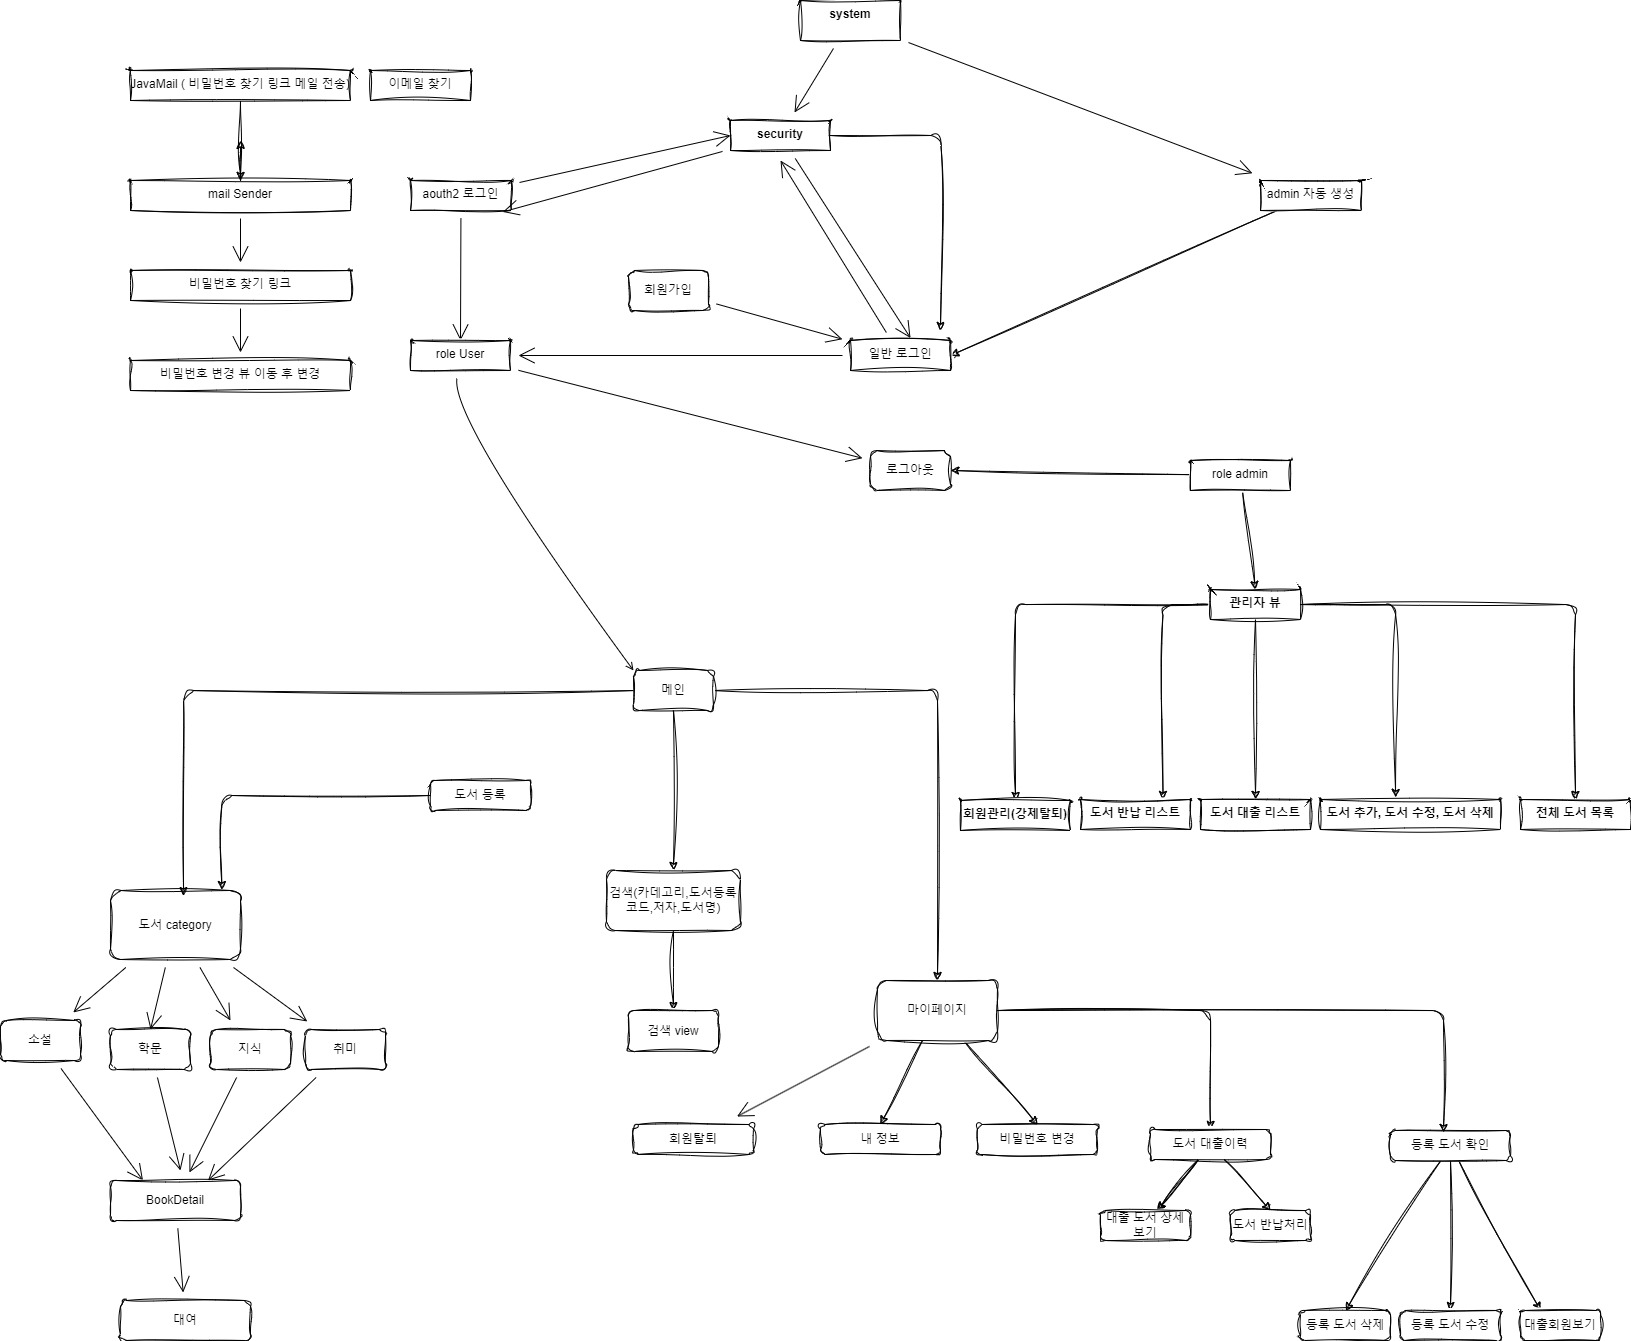 system
JavaMail ( 비밀번호 찾기 링크 메일 전송)
이메일 찾기
security
mail Sender
aouth2 로그인
admin 자동 생성
비밀번호 찾기 링크
회원가입
비밀번호 변경 뷰 이동 후 변경
role User
일반 로그인
로그아웃
role admin
관리자 뷰
메인
도서 등록
회원관리(강제탈퇴)
도서 반납 리스트
도서 대출 리스트
도서 추가, 도서 수정, 도서 삭제
전체 도서 목록
도서 category
검색(카데고리,도서등록
코드,저자,도서명)
마이페이지
소설
학문
지식
취미
검색 view
회원탈퇴
내 정보
비밀번호 변경
도서 대출이력
등록 도서 확인
BookDetail
대출 도서 상세
보기
도서 반납처리
대여
등록 도서 삭제
등록 도서 수정
대출회원보기